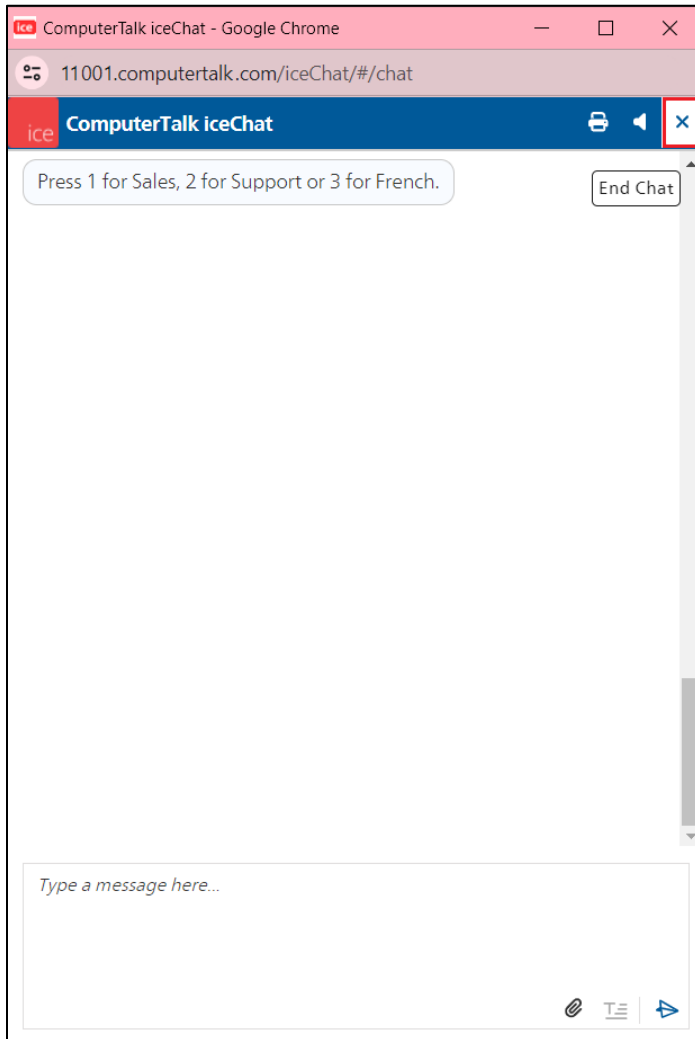 ice ComputerTalk iceChat - Google Chrome
11001.computertalk.com/iceChat/#/chat
ice ComputerTalk iceChat
Press 1 for Sales, 2 for Support or 3 for French.
End Chat
Type a message here...